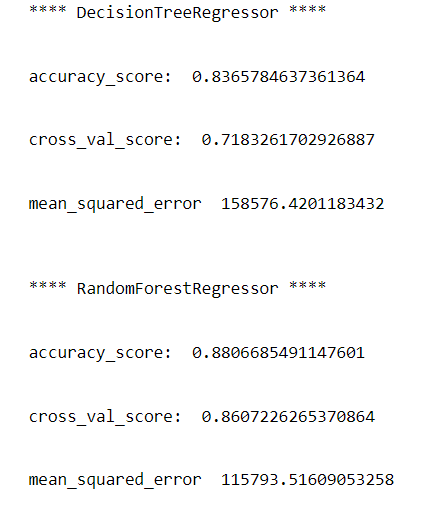 **** DecisionTreeRegressor ****
accuracy_score:  0.8365784637361364
cross_val_score:  0.7183261702926887
mean_squared_error  158576.4201183432
**** RandomForestRegressor ****
accuracy_score:  0.8806685491147601
cross_val_score:  0.8607226265370864
mean_squared_error  115793.51609053258